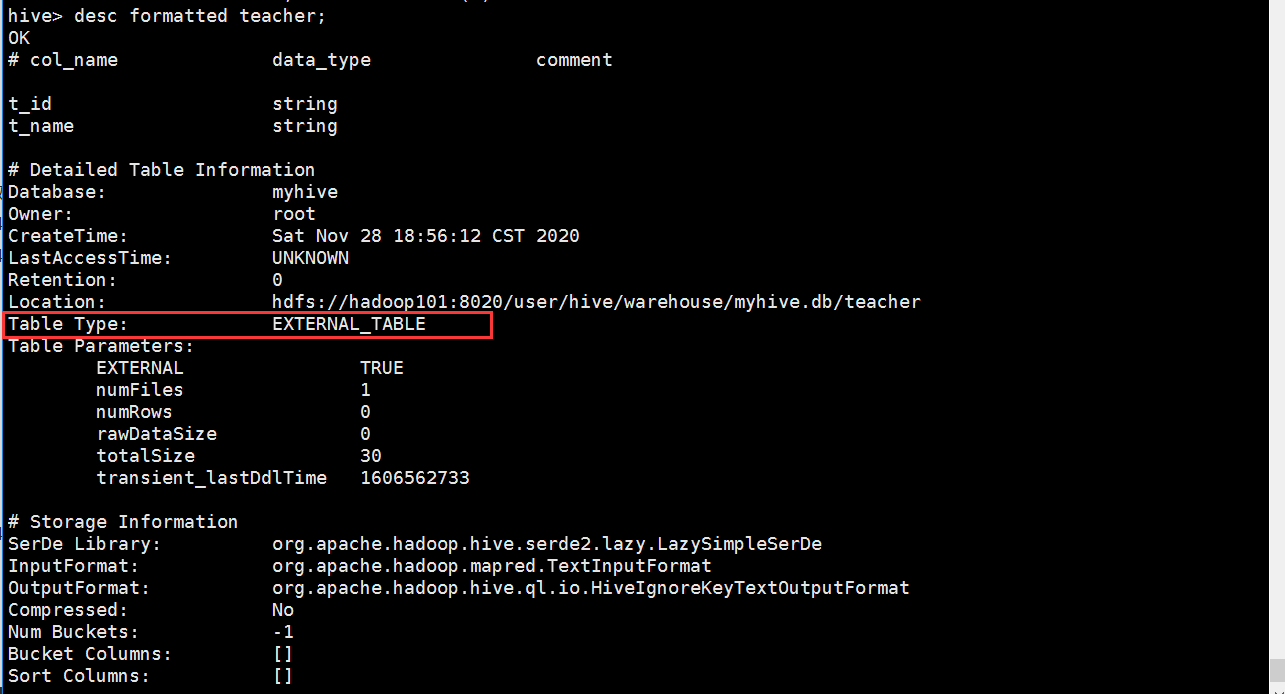 hive> desc formatted teacher;
OK
# col_name data_type comment
t_id string
t_name string
# Detailed Table Information
Database: myhive
Owner: root
CreateTime: Sat Nov 28 18:56:12 CST 2020
LastAccessTime: UNKNOWN
Retention: 0
Location: hdfs://hadoop101:8020/user/hive/warehouse/myhive.db/teacher
Table Type: EXTERNAL_TABLE
Table Parameters:
EXTERNAL TRUE
numFiles 1
numRows 0
rawDataSize 0
totalSize 30
transient_lastDdlTime 1606562733
# Storage Information
SerDe Library: org.apache.hadoop.hive.serde2.lazy.LazySimpleSerDe
InputFormat: org.apache.hadoop.mapred.TextInputFormat
OutputFormat: org.apache.hadoop.hive.ql.io.HiveIgnoreKeyTextOutputFormat
Compressed: No
Num Buckets: -1
Bucket Columns: []
Sort Columns: []